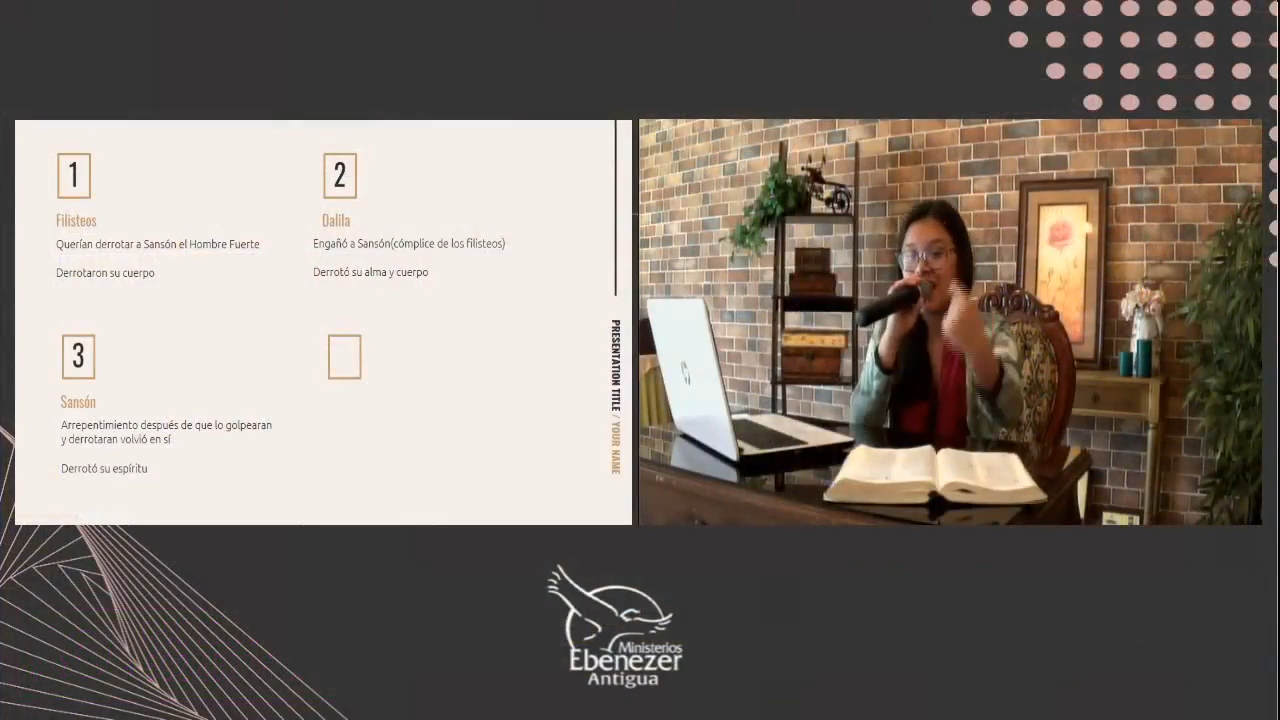 1
Filisteos
Querían derrotar a Sansón el Hombre Fuerte
Derrotaron su cuerpo
2
Dalila
Engañó a Sansón(cómplice de los filisteos)
Derrotó su alma y cuerpo
3
Sansón
Arrepentimiento después de que lo golpearan
y derrotaran volvió en sí
Derrotó su espíritu
PRESENTATION TITLE / YOUR NAME
Ministerios
Ebenezer
Antigua